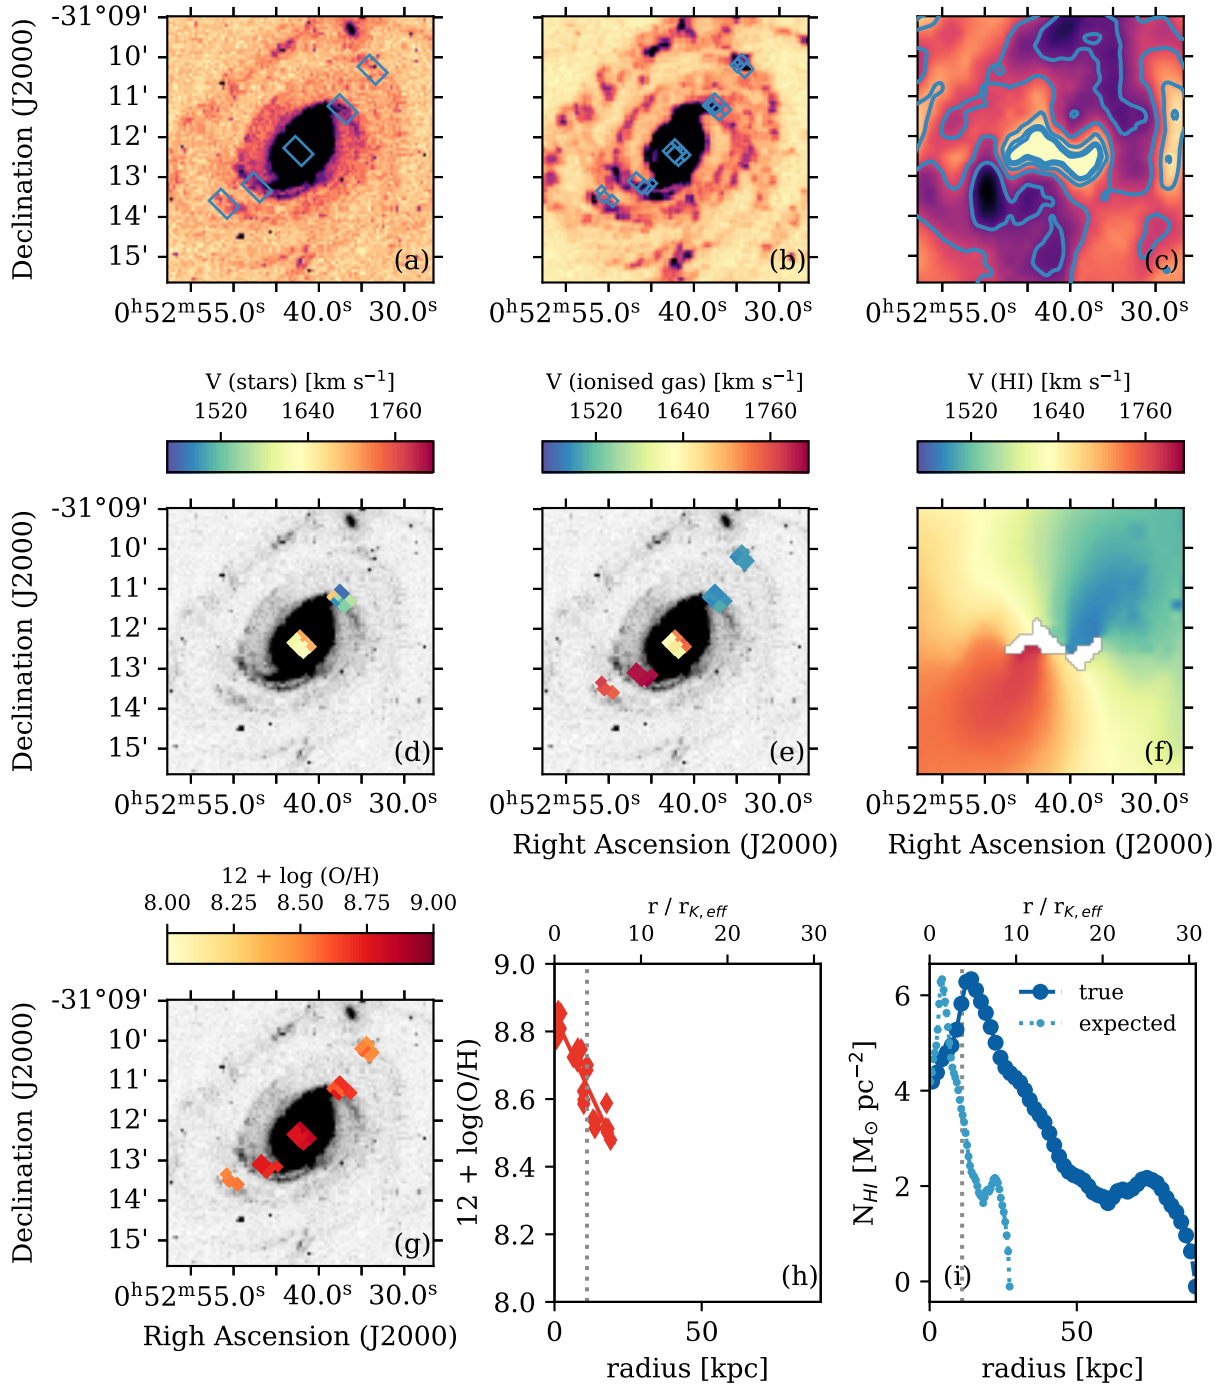 -31°09'
10'
11'
12'
13'
14'
15'
Declination (J2000)
(a)
(b)
(c)
0ʰ52ᵐ55.0ˢ 40.0ˢ 30.0ˢ
0ʰ52ᵐ55.0ˢ 40.0ˢ 30.0ˢ
0ʰ52ᵐ55.0ˢ 40.0ˢ 30.0ˢ
V (stars) [km s⁻¹]
1520 1640 1760
V (ionised gas) [km s⁻¹]
1520 1640 1760
V (HI) [km s⁻¹]
1520 1640 1760
-31°09'
10'
11'
12'
13'
14'
15'
Declination (J2000)
(d)
(e)
(f)
0ʰ52ᵐ55.0ˢ 40.0ˢ 30.0ˢ
0ʰ52ᵐ55.0ˢ 40.0ˢ 30.0ˢ
0ʰ52ᵐ55.0ˢ 40.0ˢ 30.0ˢ
Right Ascension (J2000)
Right Ascension (J2000)
12 + log (O/H)
8.00 8.25 8.50 8.75 9.00
-31°09'
10'
11'
12'
13'
14'
15'
Declination (J2000)
(g)
0ʰ52ᵐ55.0ˢ 40.0ˢ 30.0ˢ
Righ Ascension (J2000)
r / r_{K,eff}
0 10 20 30
9.0
8.8
8.6
8.4
8.2
8.0
12 + log(O/H)
(h)
0 50
radius [kpc]
r / r_{K,eff}
0 10 20 30
6
4
2
0
N_{HI} [M_⊙ pc⁻²]
true
expected
(i)
0 50
radius [kpc]